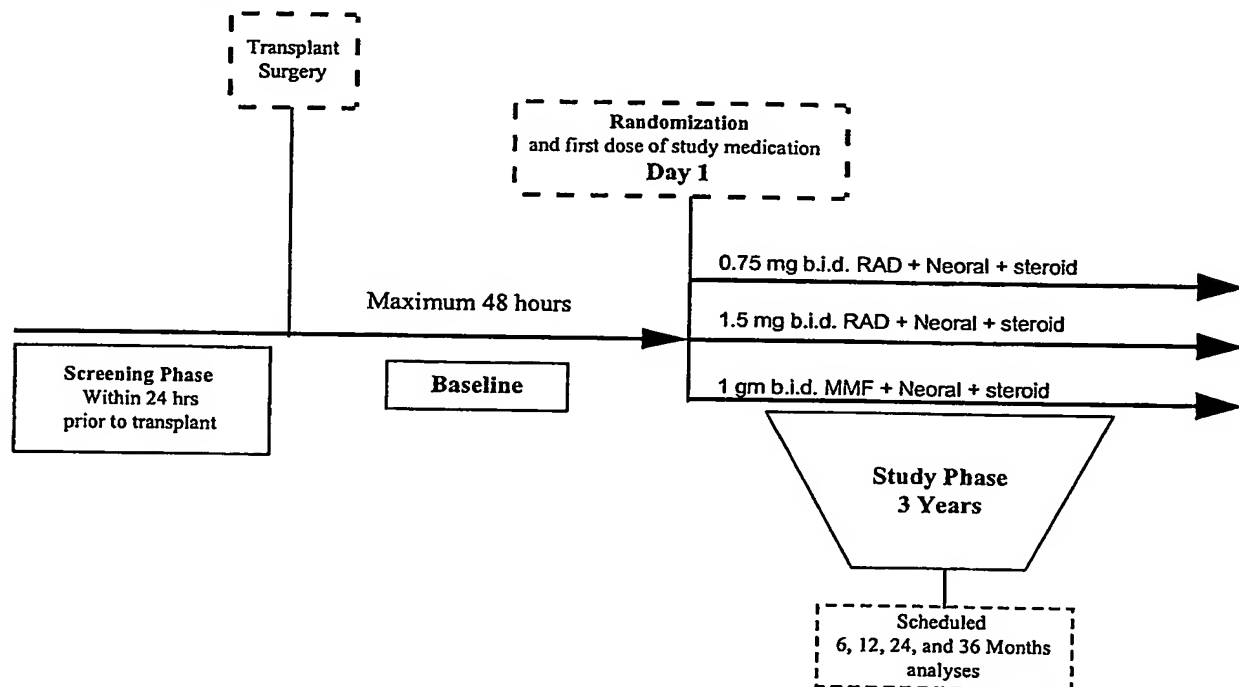 Transplant
Surgery
Randomization
and first dose of study medication
Day 1
0.75 mg b.i.d. RAD + Neoral + steroid
Maximum 48 hours
1.5 mg b.i.d. RAD + Neoral + steroid
Screening Phase
Within 24 hrs
prior to transplant
Baseline
1 gm b.i.d. MMF + Neoral + steroid
Study Phase
3 Years
Scheduled
6, 12, 24, and 36 Months
analyses